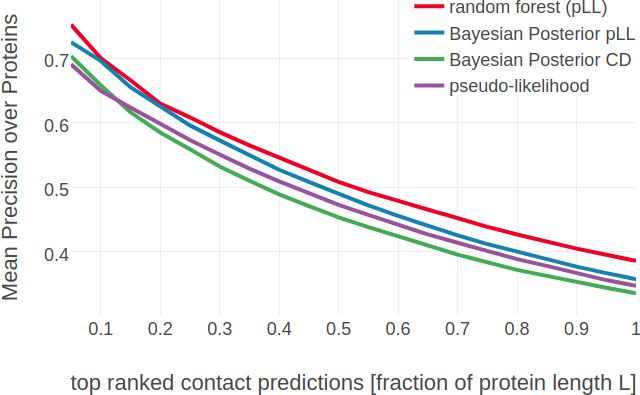 random forest (pLL)
Bayesian Posterior pLL
Bayesian Posterior CD
pseudo-likelihood
Mean Precision over Proteins
0.7
0.6
0.5
0.4
0.1 0.2 0.3 0.4 0.5 0.6 0.7 0.8 0.9 1
top ranked contact predictions [fraction of protein length L]